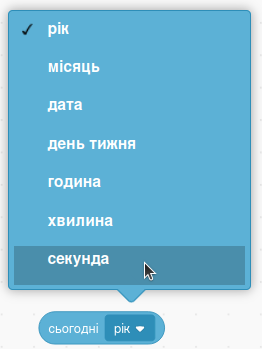 рік
місяць
дата
день тижня
година
хвилина
секунда
сьогодні рік